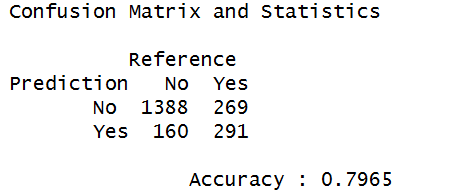 Confusion Matrix and Statistics
Reference
Prediction No Yes
No 1388 269
Yes 160 291
Accuracy : 0.7965